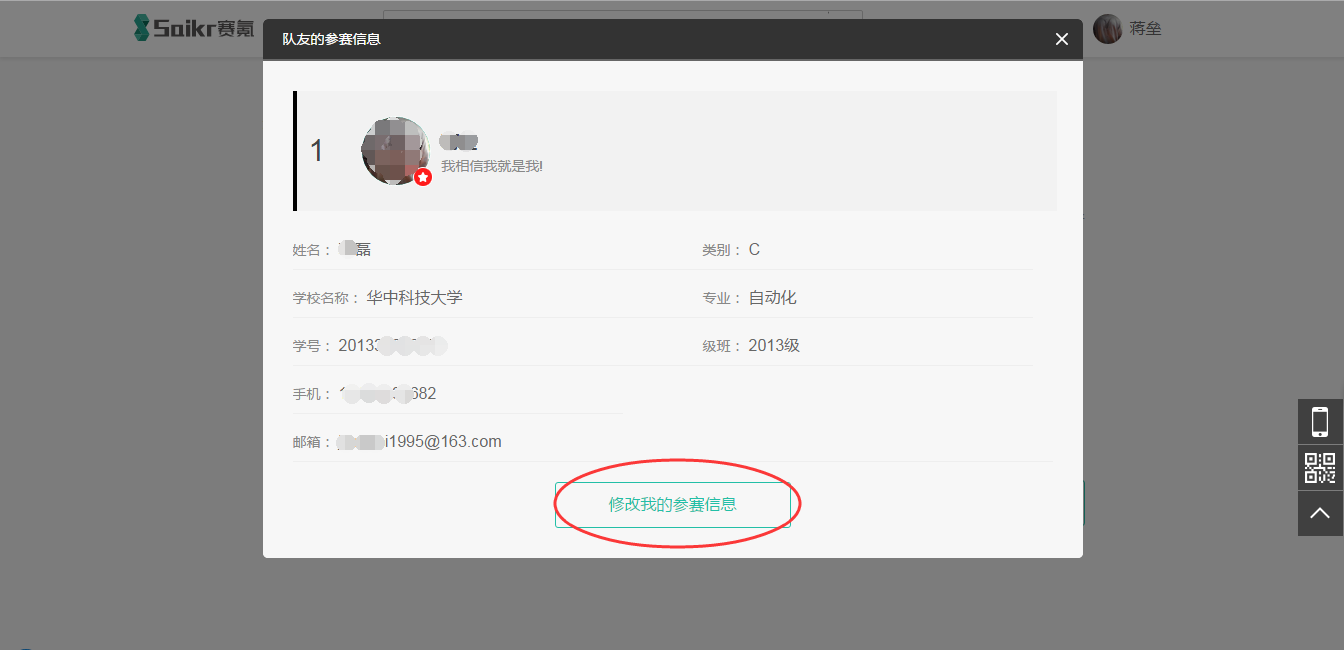 Saikr赛氪
蒋垒
队友的参赛信息
1
我相信我就是我!
姓名： 磊
类别： C
学校名称： 华中科技大学
专业： 自动化
学号： 2013
级班： 2013级
手机： 682
邮箱： i1995@163.com
修改我的参赛信息